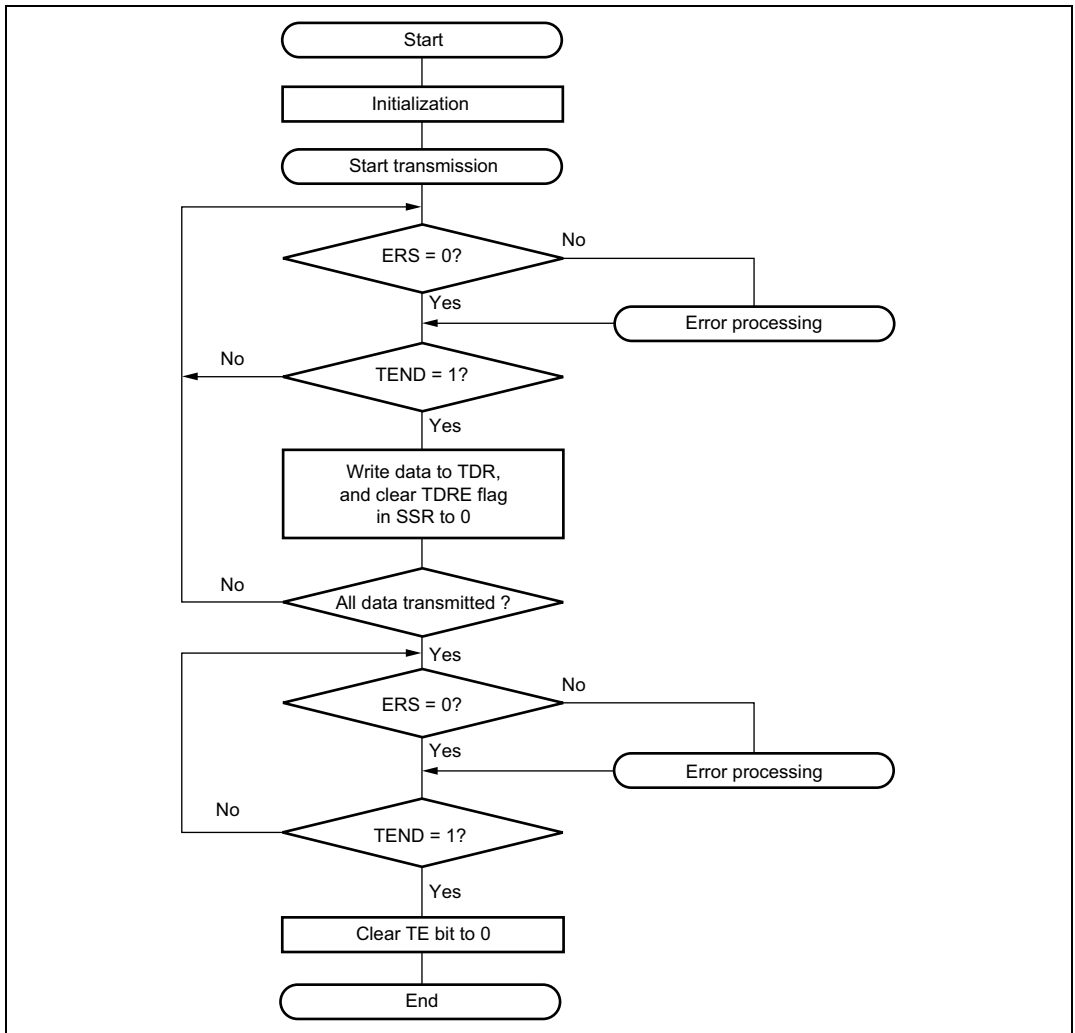 Start
Initialization
Start transmission
No
ERS = 0?
Yes
Error processing
No
TEND = 1?
Yes
Write data to TDR,
and clear TDRE flag
in SSR to 0
No
All data transmitted ?
Yes
No
ERS = 0?
Yes
Error processing
No
TEND = 1?
Yes
Clear TE bit to 0
End